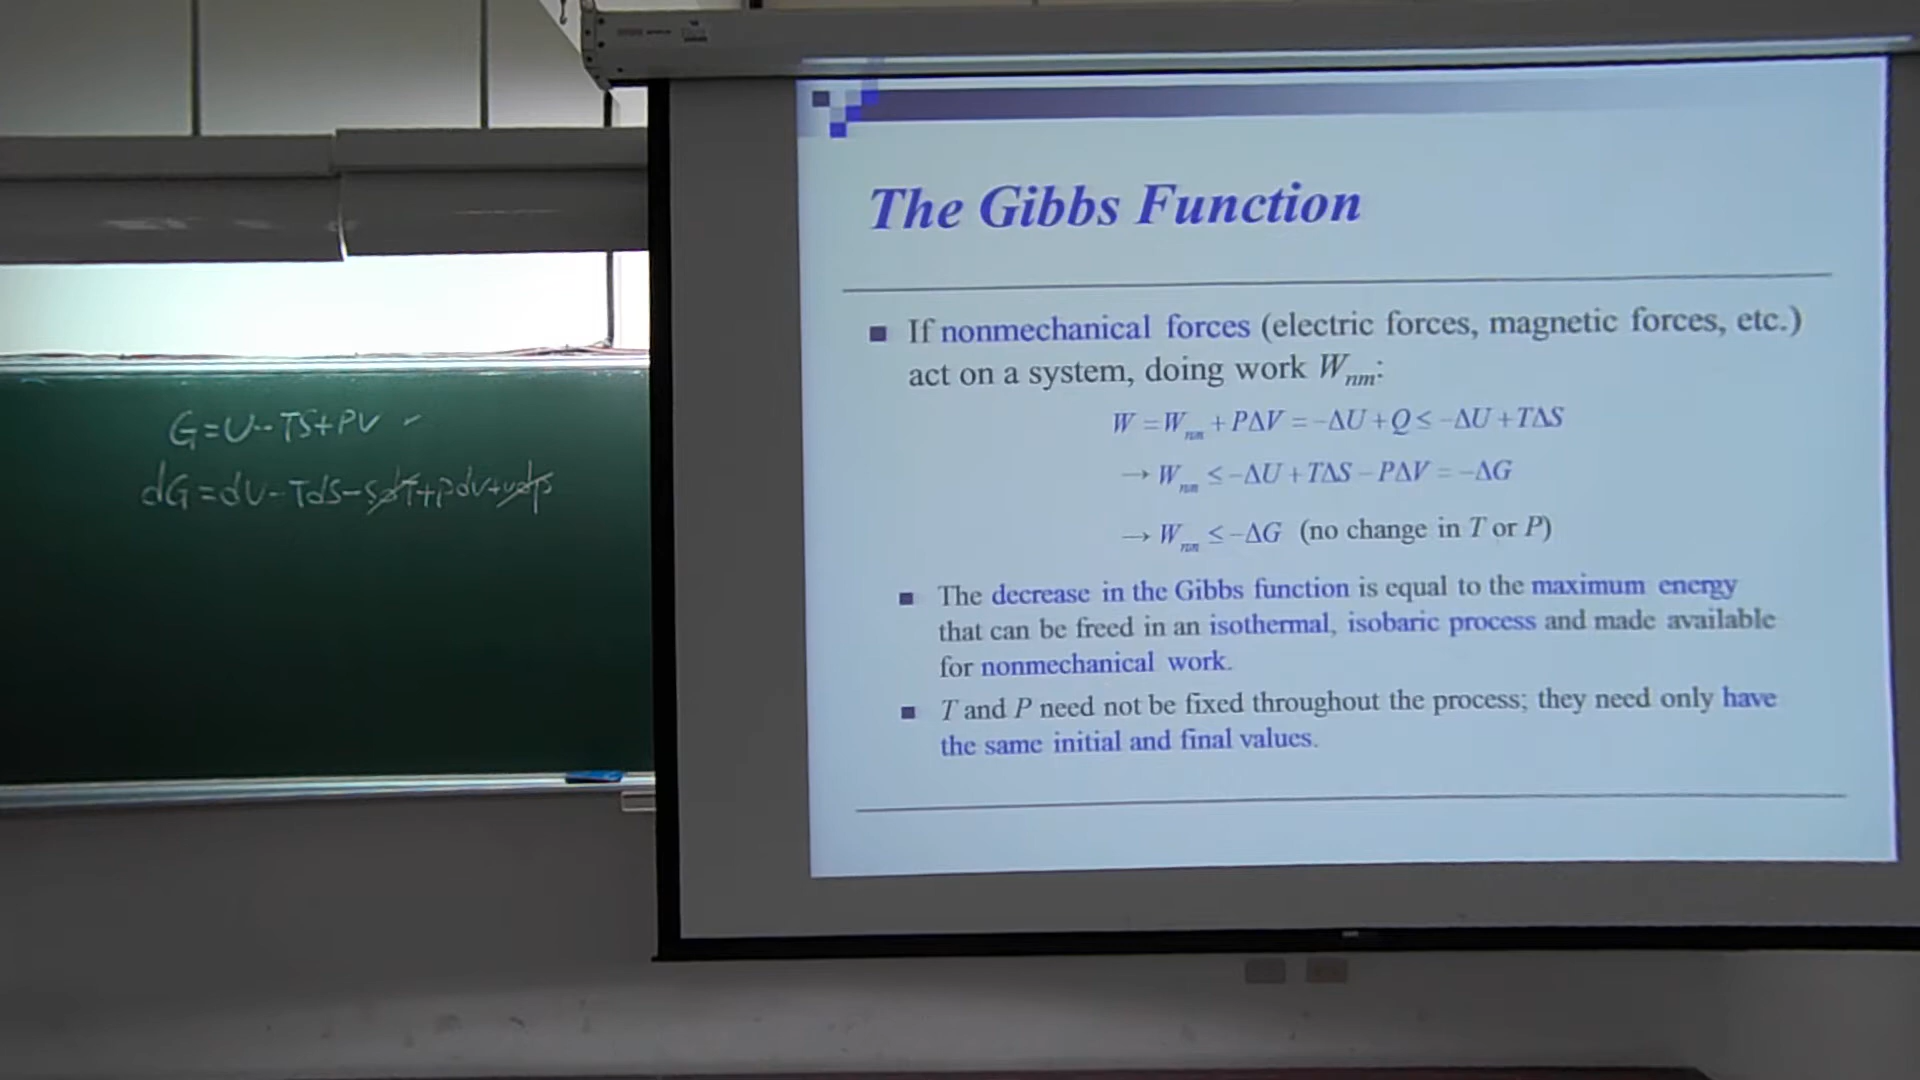 G=U-TS+PV
dG=dU-TdS-SdT+PdV+VdP
The Gibbs Function
If nonmechanical forces (electric forces, magnetic forces, etc.)
act on a system, doing work Wnm:
W = Wnm + PΔV = -ΔU + Q ≤ -ΔU + TΔS
→ Wnm ≤ -ΔU + TΔS - PΔV = -ΔG
→ Wnm ≤ -ΔG (no change in T or P)
The decrease in the Gibbs function is equal to the maximum energy
that can be freed in an isothermal, isobaric process and made available
for nonmechanical work.
T and P need not be fixed throughout the process; they need only have
the same initial and final values.